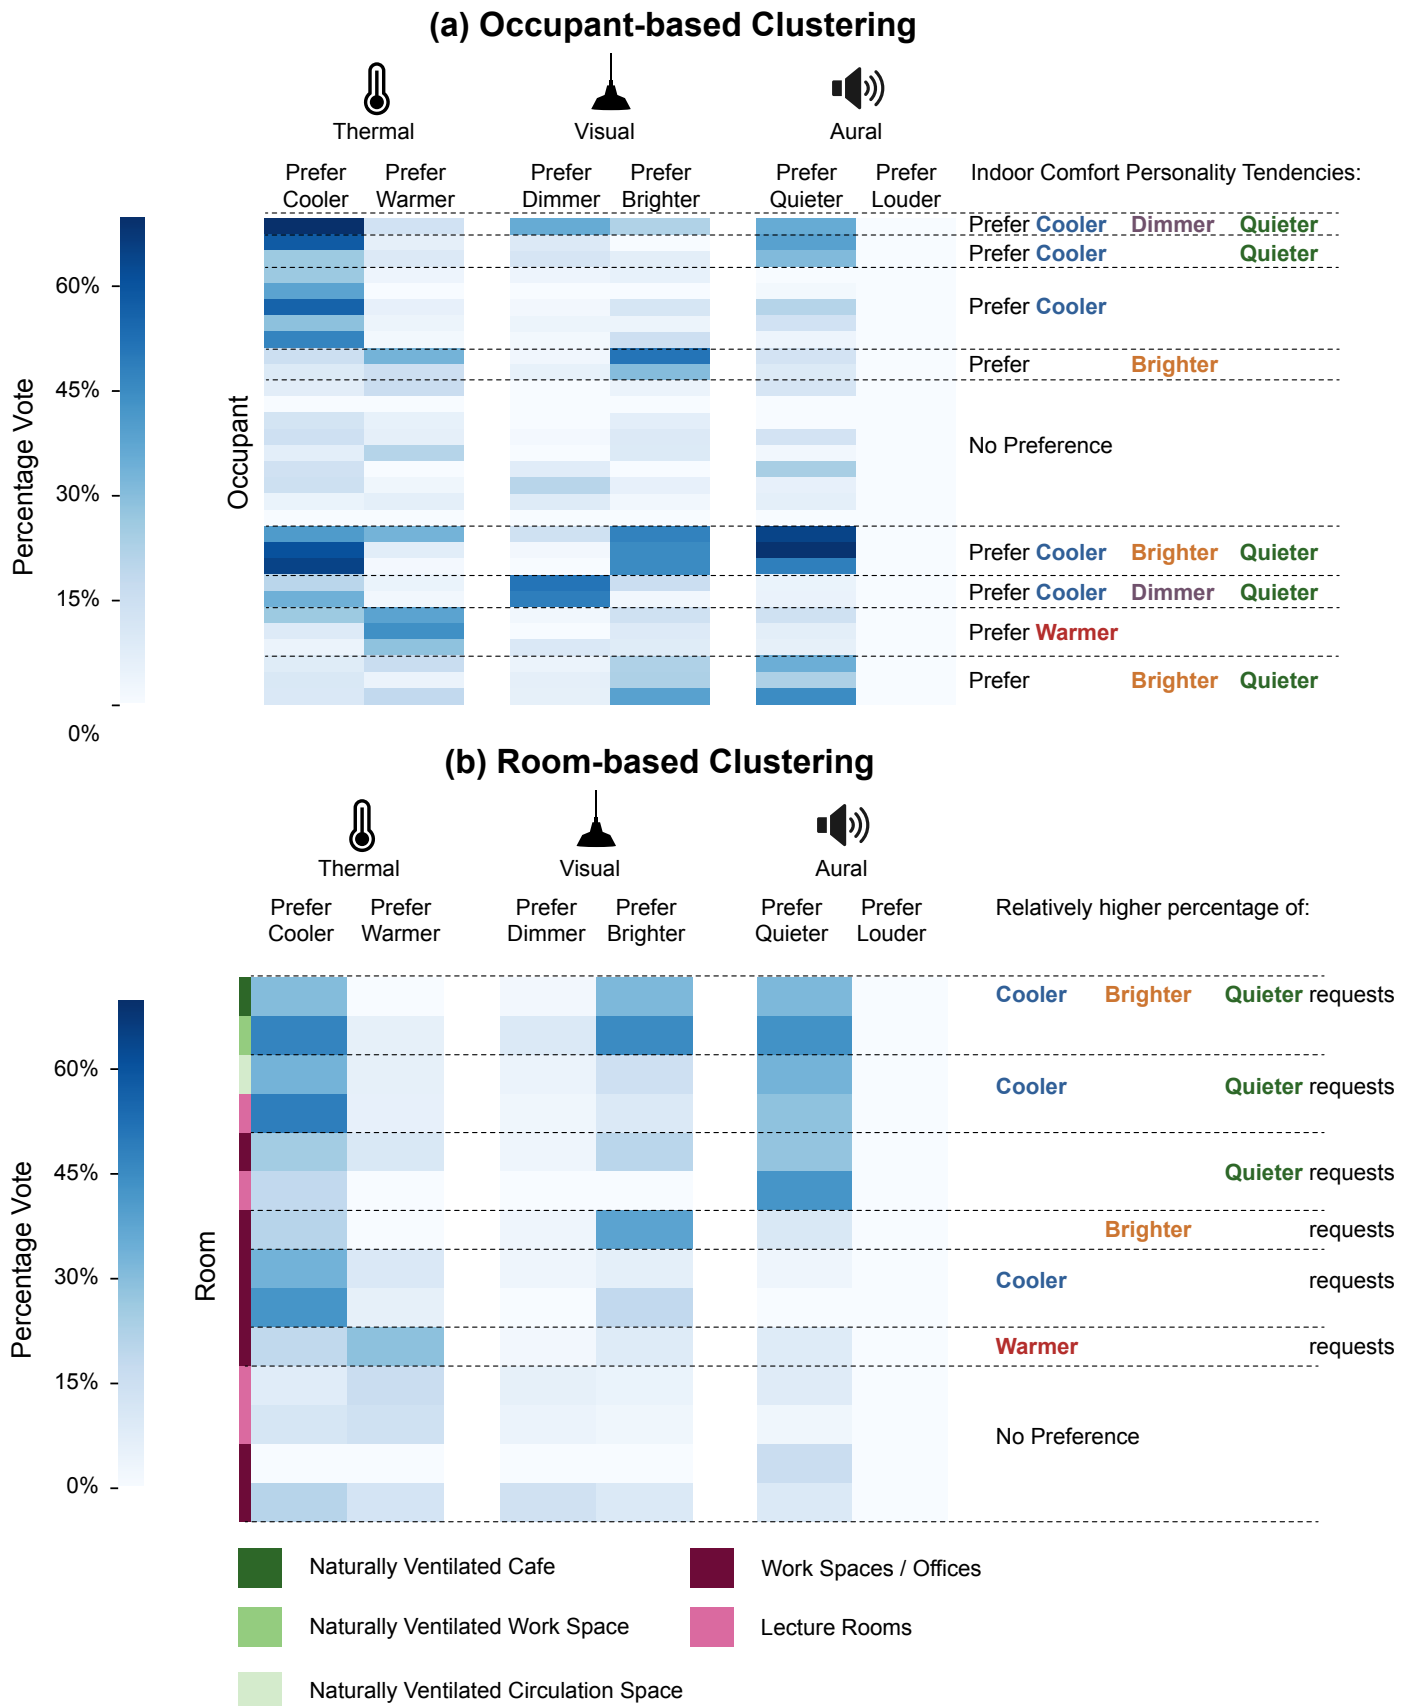 (a) Occupant-based Clustering
Thermal
Visual
Aural
Prefer Cooler
Prefer Warmer
Prefer Dimmer
Prefer Brighter
Prefer Quieter
Prefer Louder
Indoor Comfort Personality Tendencies:
Percentage Vote
60%
45%
30%
15%
0%
Occupant
Prefer Cooler Dimmer Quieter
Prefer Cooler Quieter
Prefer Cooler
Prefer Brighter
No Preference
Prefer Cooler Brighter Quieter
Prefer Cooler Dimmer Quieter
Prefer Warmer
Prefer Brighter Quieter
(b) Room-based Clustering
Thermal
Visual
Aural
Prefer Cooler
Prefer Warmer
Prefer Dimmer
Prefer Brighter
Prefer Quieter
Prefer Louder
Relatively higher percentage of:
Percentage Vote
60%
45%
30%
15%
0%
Room
Cooler Brighter Quieter requests
Cooler Quieter requests
Quieter requests
Brighter requests
Cooler requests
Warmer requests
No Preference
Naturally Ventilated Cafe
Work Spaces / Offices
Naturally Ventilated Work Space
Lecture Rooms
Naturally Ventilated Circulation Space